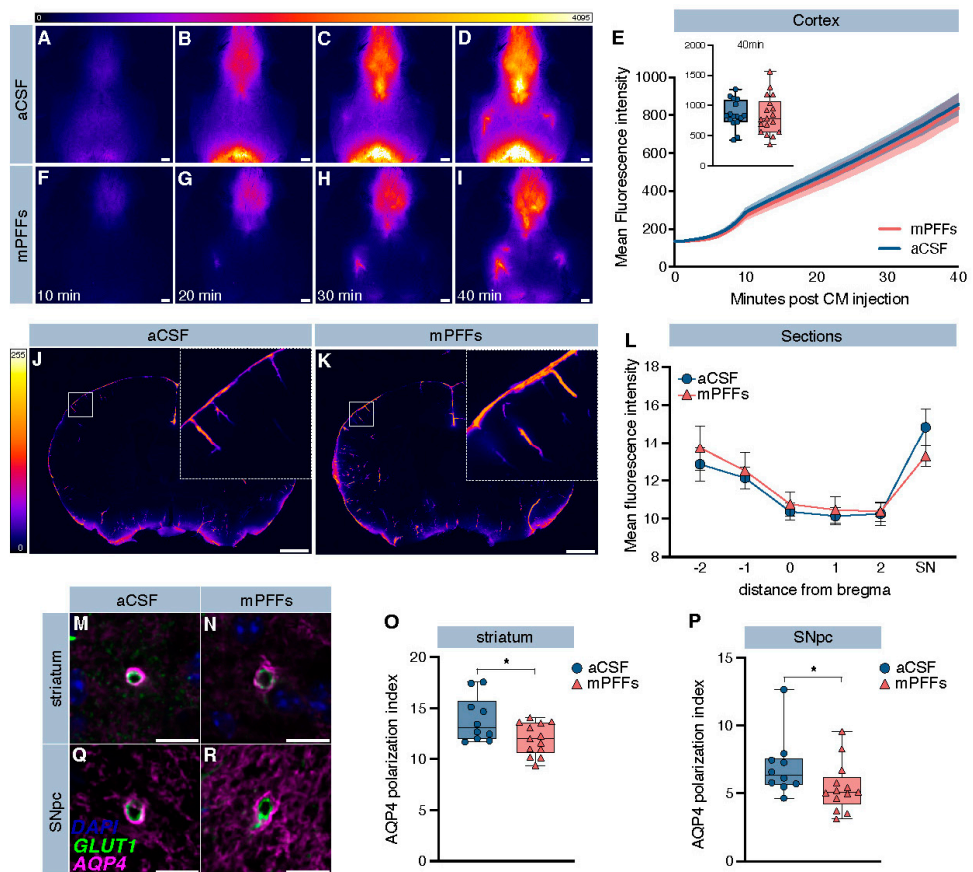 0
4095
aCSF
A
B
C
D
mPFFs
F
G
H
I
10 min
20 min
30 min
40 min
Cortex
E
40min
2000
1500
1000
500
0
Mean Fluorescence intensity
1000
800
600
400
200
0
mPFFs
aCSF
0
10
20
30
40
Minutes post CM injection
aCSF
mPFFs
255
0
J
K
L
Sections
Mean fluorescence intensity
aCSF
mPFFs
16
14
12
10
8
-2
-1
0
1
2
SN
distance from bregma
aCSF
mPFFs
striatum
M
N
SNpc
Q
R
DAPI
GLUT1
AQP4
O
striatum
AQP4 polarization index
20
15
10
5
0
*
aCSF
mPFFs
P
SNpc
AQP4 polarization index
15
10
5
0
*
aCSF
mPFFs